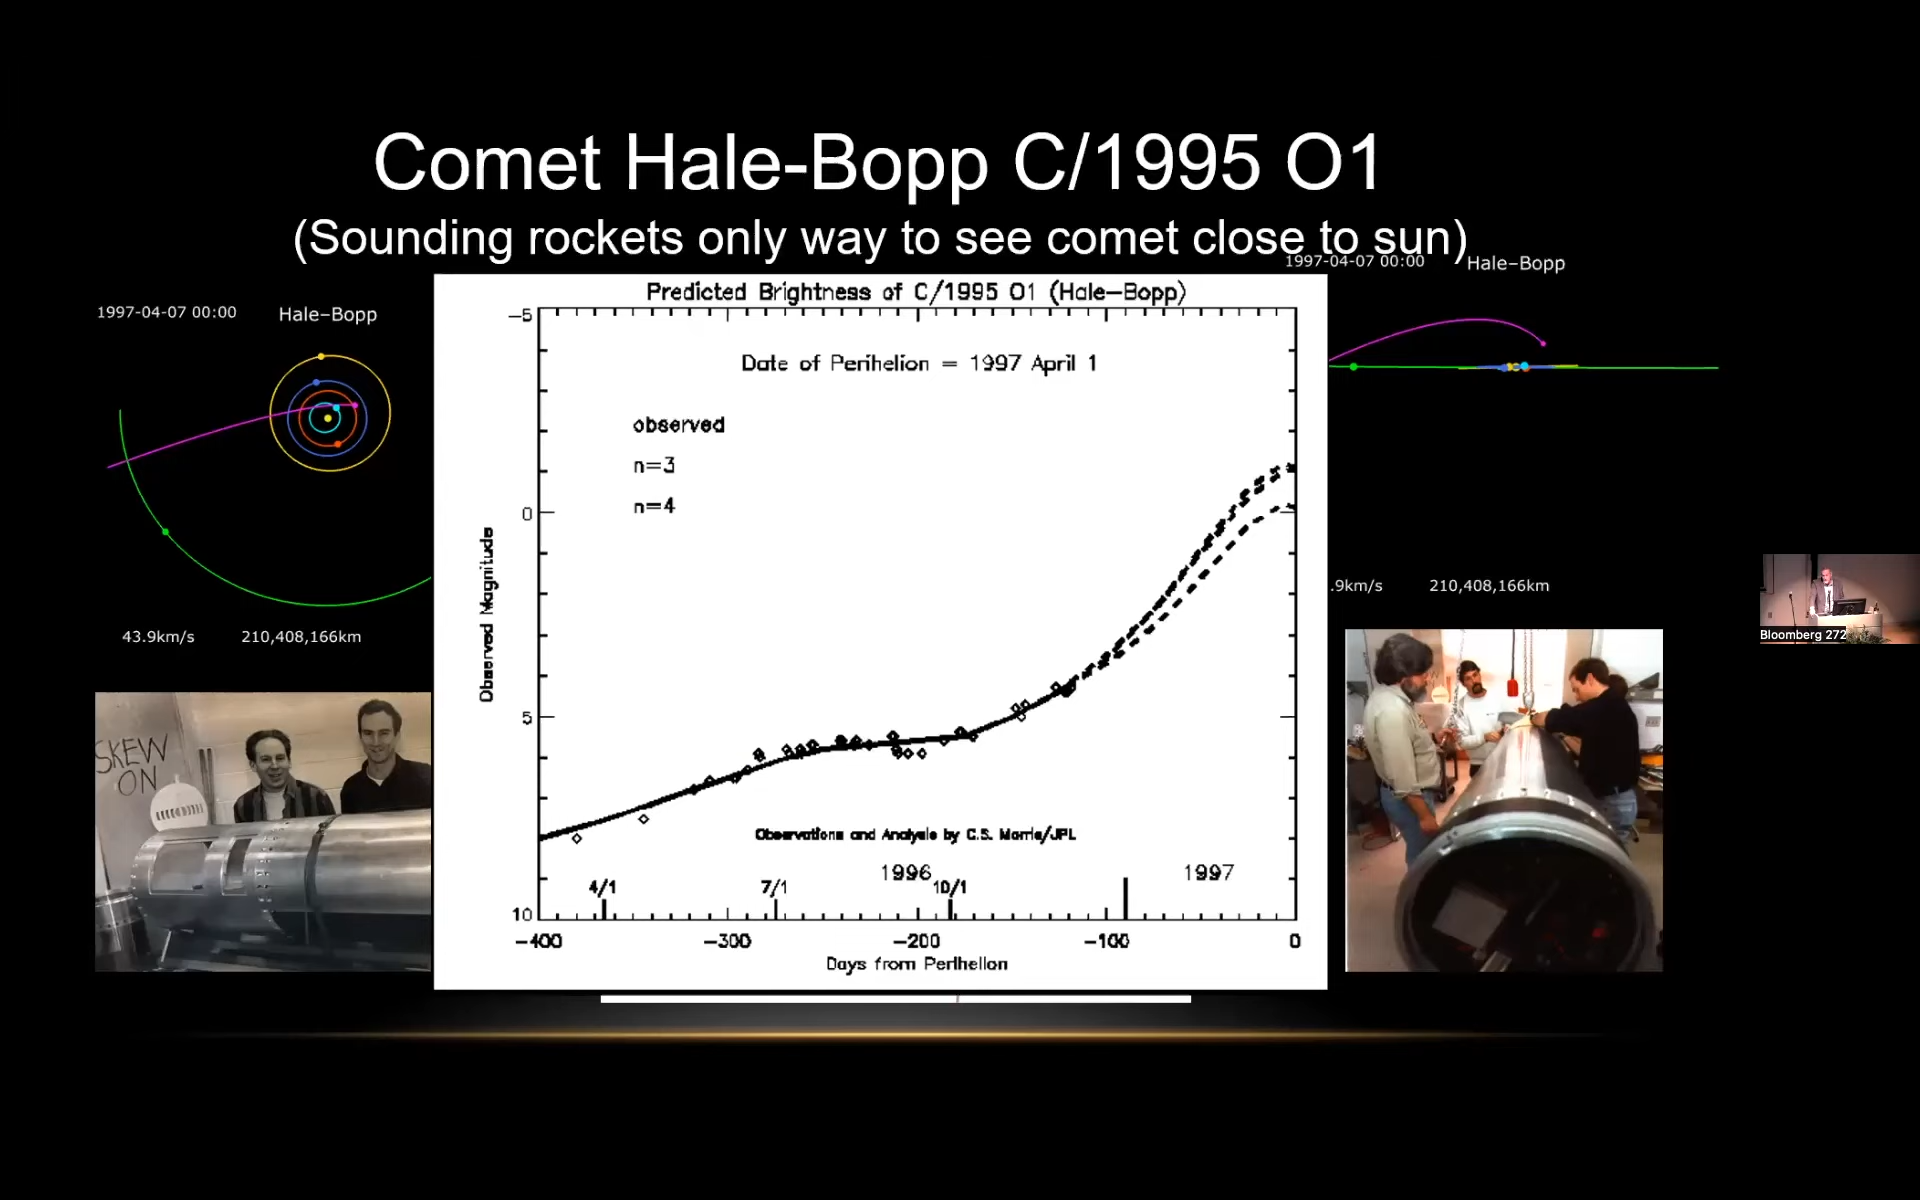 Comet Hale-Bopp C/1995 O1
(Sounding rockets only way to see comet close to sun)
1997-04-07 00:00 Hale–Bopp
43.9km/s 210,408,166km
SKEW
ON
Predicted Brightness of C/1995 O1 (Hale–Bopp)
Date of Perihelion = 1997 April 1
observed
n=3
n=4
Observed Magnitude
-5
0
5
10
Observations and Analysis by C.S. Morris/JPL
1996 1997
4/1 7/1 10/1
-400 -300 -200 -100 0
Days from Perihelion
1997-04-07 00:00 Hale–Bopp
.9km/s 210,408,166km
Bloomberg 272